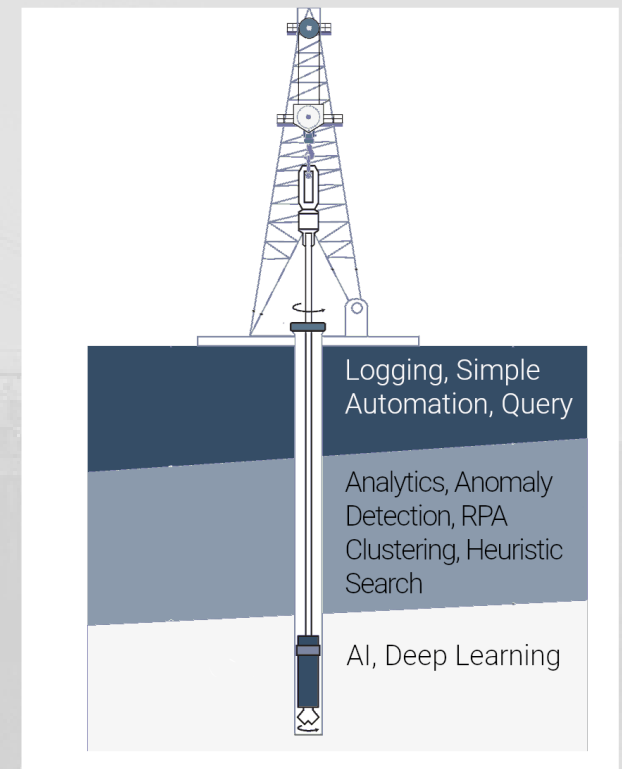 Logging, Simple
Automation, Query
Analytics, Anomaly
Detection, RPA
Clustering, Heuristic
Search
AI, Deep Learning